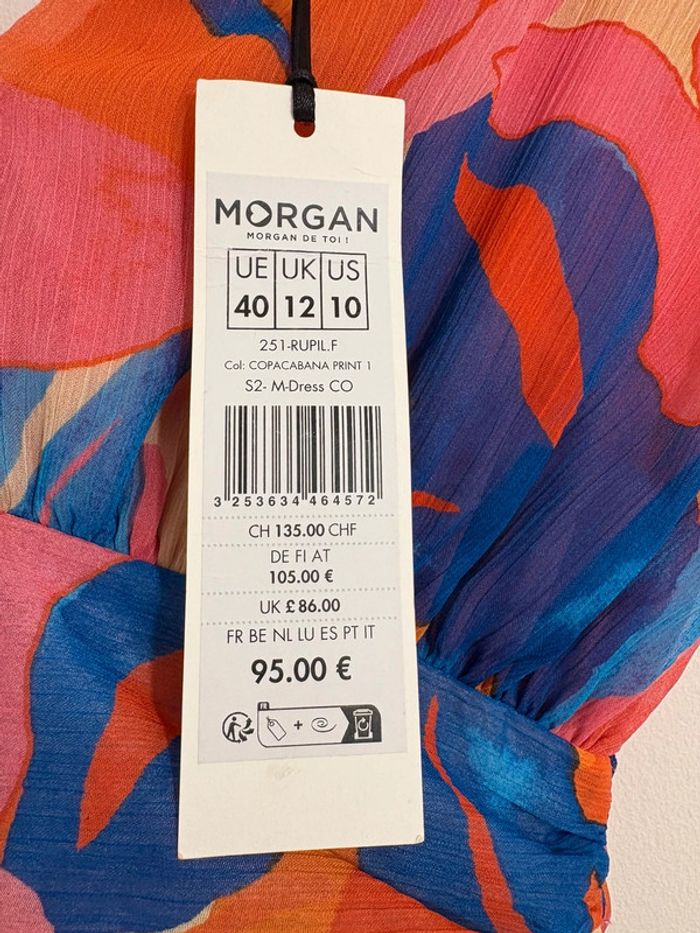 MORGAN
MORGAN DE TOI !
UE UK US
40 12 10
251-RUPIL.F
Col: COPACABANA PRINT 1
S2- M-Dress CO
3 253634 464572
CH 135.00 CHF
DE FI AT
105.00 €
UK £ 86.00
FR BE NL LU ES PT IT
95.00 €
FR
+